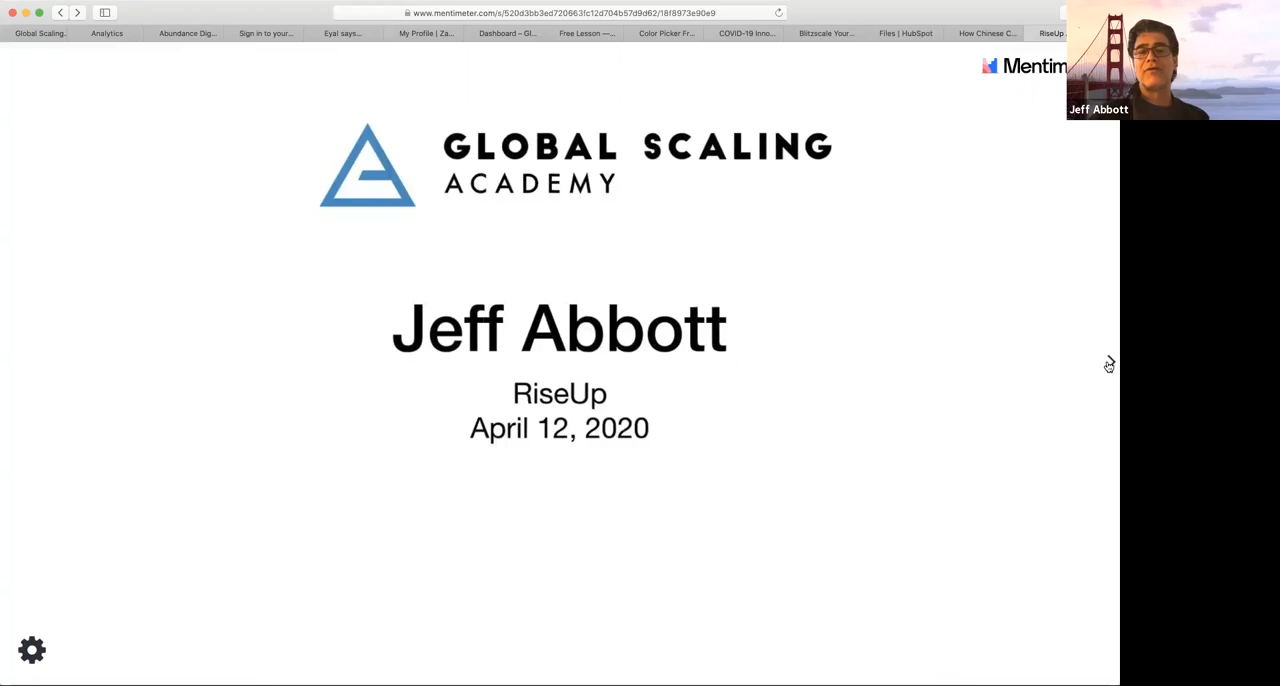 www.mentimeter.com/s/520d3bb3ed720663fc12d704b57d9d62/18f8973e90e9
Global Scaling..
Analytics
Abundance Dig...
Sign in to your...
Eyal says...
My Profile | Za...
Dashboard – Gl...
Free Lesson —...
Color Picker Fr...
COVID-19 Inno...
Blitzscale Your...
Files | HubSpot
How Chinese C...
RiseUp
Mentim
Jeff Abbott
GLOBAL SCALING
ACADEMY
Jeff Abbott
RiseUp
April 12, 2020